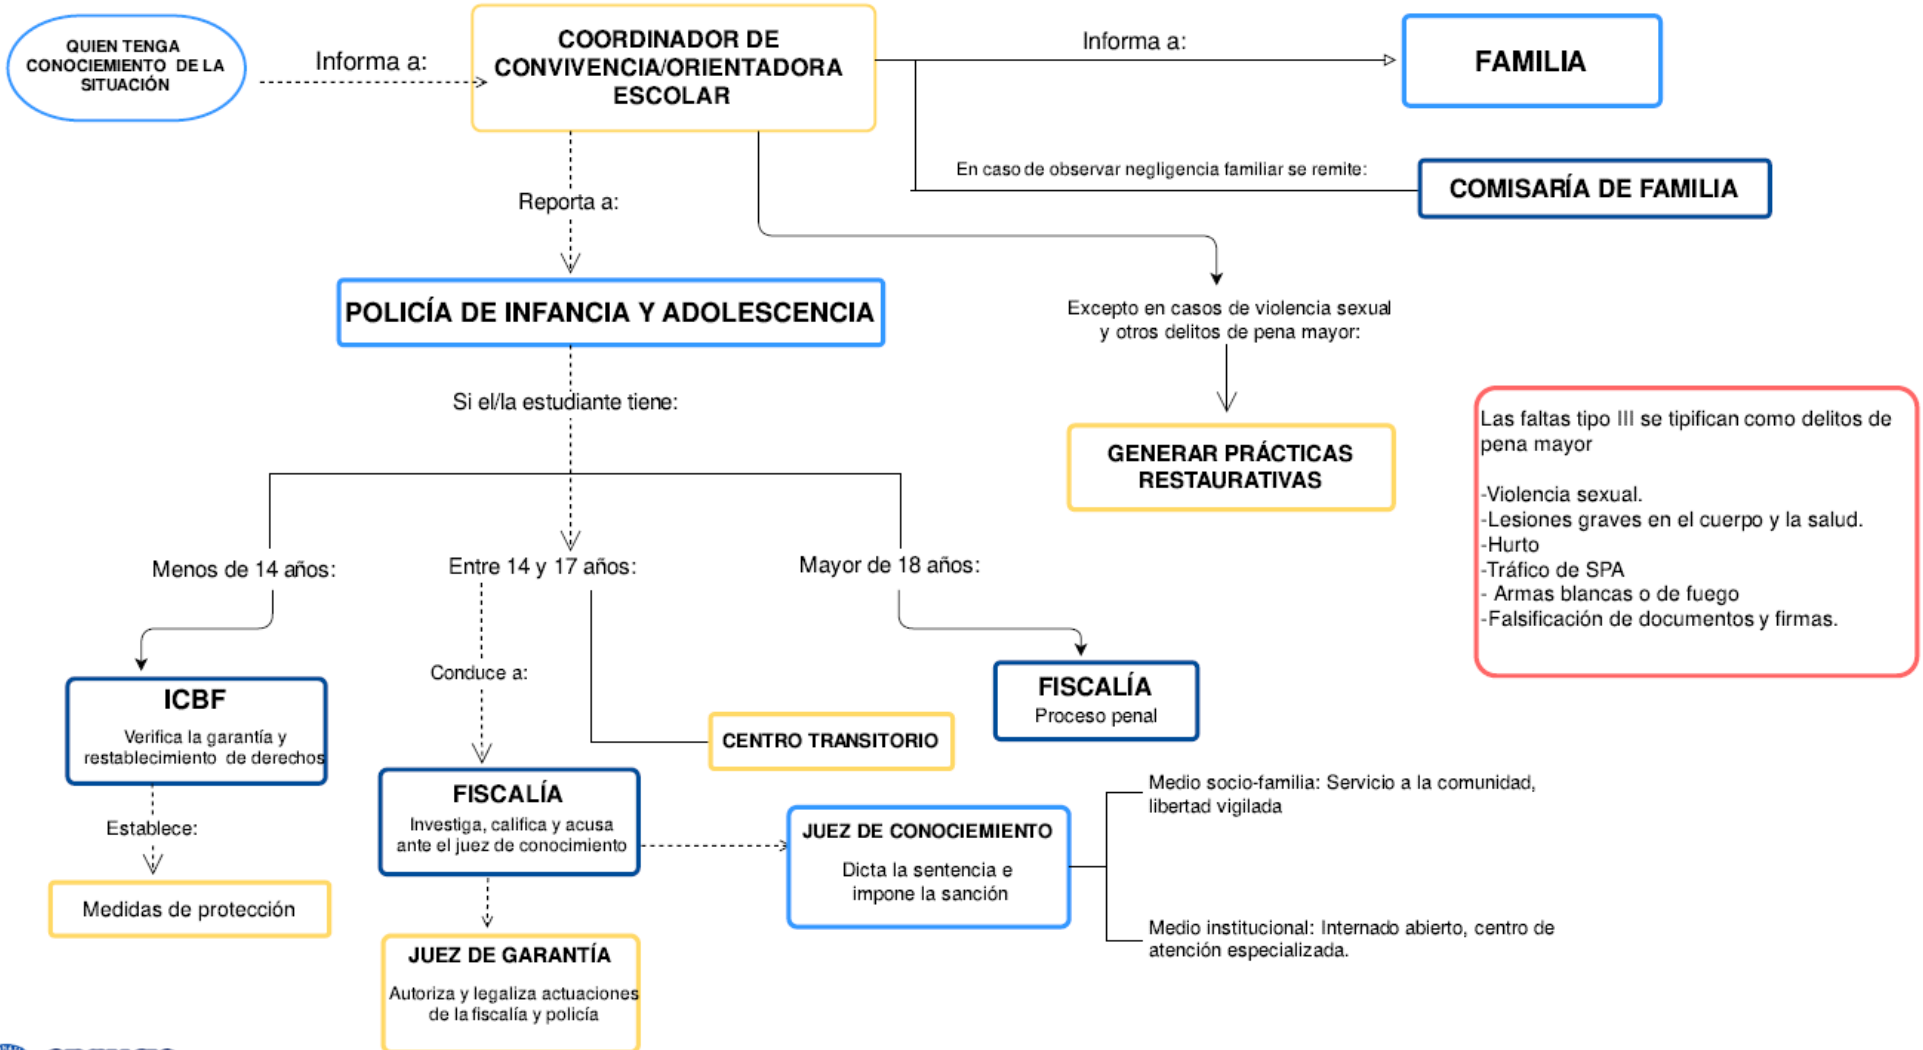 QUIEN TENGA
CONOCIEMIENTO DE LA
SITUACIÓN
Informa a:
COORDINADOR DE
CONVIVENCIA/ORIENTADORA
ESCOLAR
Informa a:
FAMILIA
En caso de observar negligencia familiar se remite:
COMISARÍA DE FAMILIA
Reporta a:
POLICÍA DE INFANCIA Y ADOLESCENCIA
Excepto en casos de violencia sexual
y otros delitos de pena mayor:
GENERAR PRÁCTICAS
RESTAURATIVAS
Las faltas tipo III se tipifican como delitos de
pena mayor
-Violencia sexual.
-Lesiones graves en el cuerpo y la salud.
-Hurto
-Tráfico de SPA
- Armas blancas o de fuego
-Falsificación de documentos y firmas.
Si el/la estudiante tiene:
Menos de 14 años:
Entre 14 y 17 años:
Mayor de 18 años:
ICBF
Verifica la garantía y
restablecimiento de derechos
Establece:
Medidas de protección
Conduce a:
CENTRO TRANSITORIO
FISCALÍA
Proceso penal
FISCALÍA
Investiga, califica y acusa
ante el juez de conocimiento
JUEZ DE GARANTÍA
Autoriza y legaliza actuaciones
de la fiscalía y policía
JUEZ DE CONOCIEMIENTO
Dicta la sentencia e
impone la sanción
Medio socio-familia: Servicio a la comunidad,
libertad vigilada
Medio institucional: Internado abierto, centro de
atención especializada.